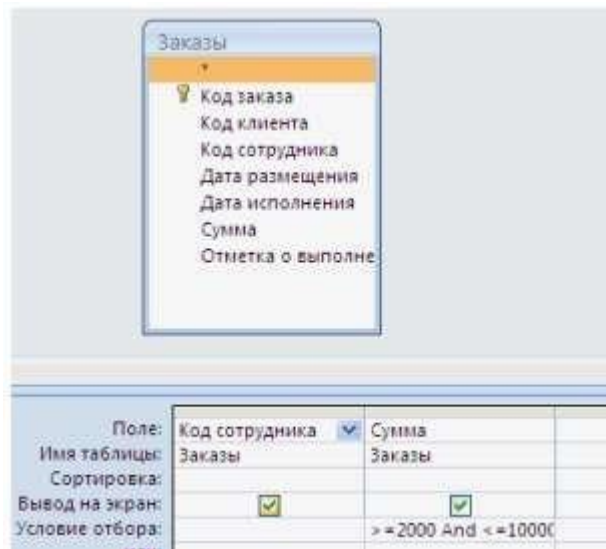 Заказы
*
Код заказа
Код клиента
Код сотрудника
Дата размещения
Дата исполнения
Сумма
Отметка о выполне
Поле: Код сотрудника Сумма
Имя таблицы: Заказы Заказы
Сортировка:
Вывод на экран:
Условие отбора: >=2000 And <=1000